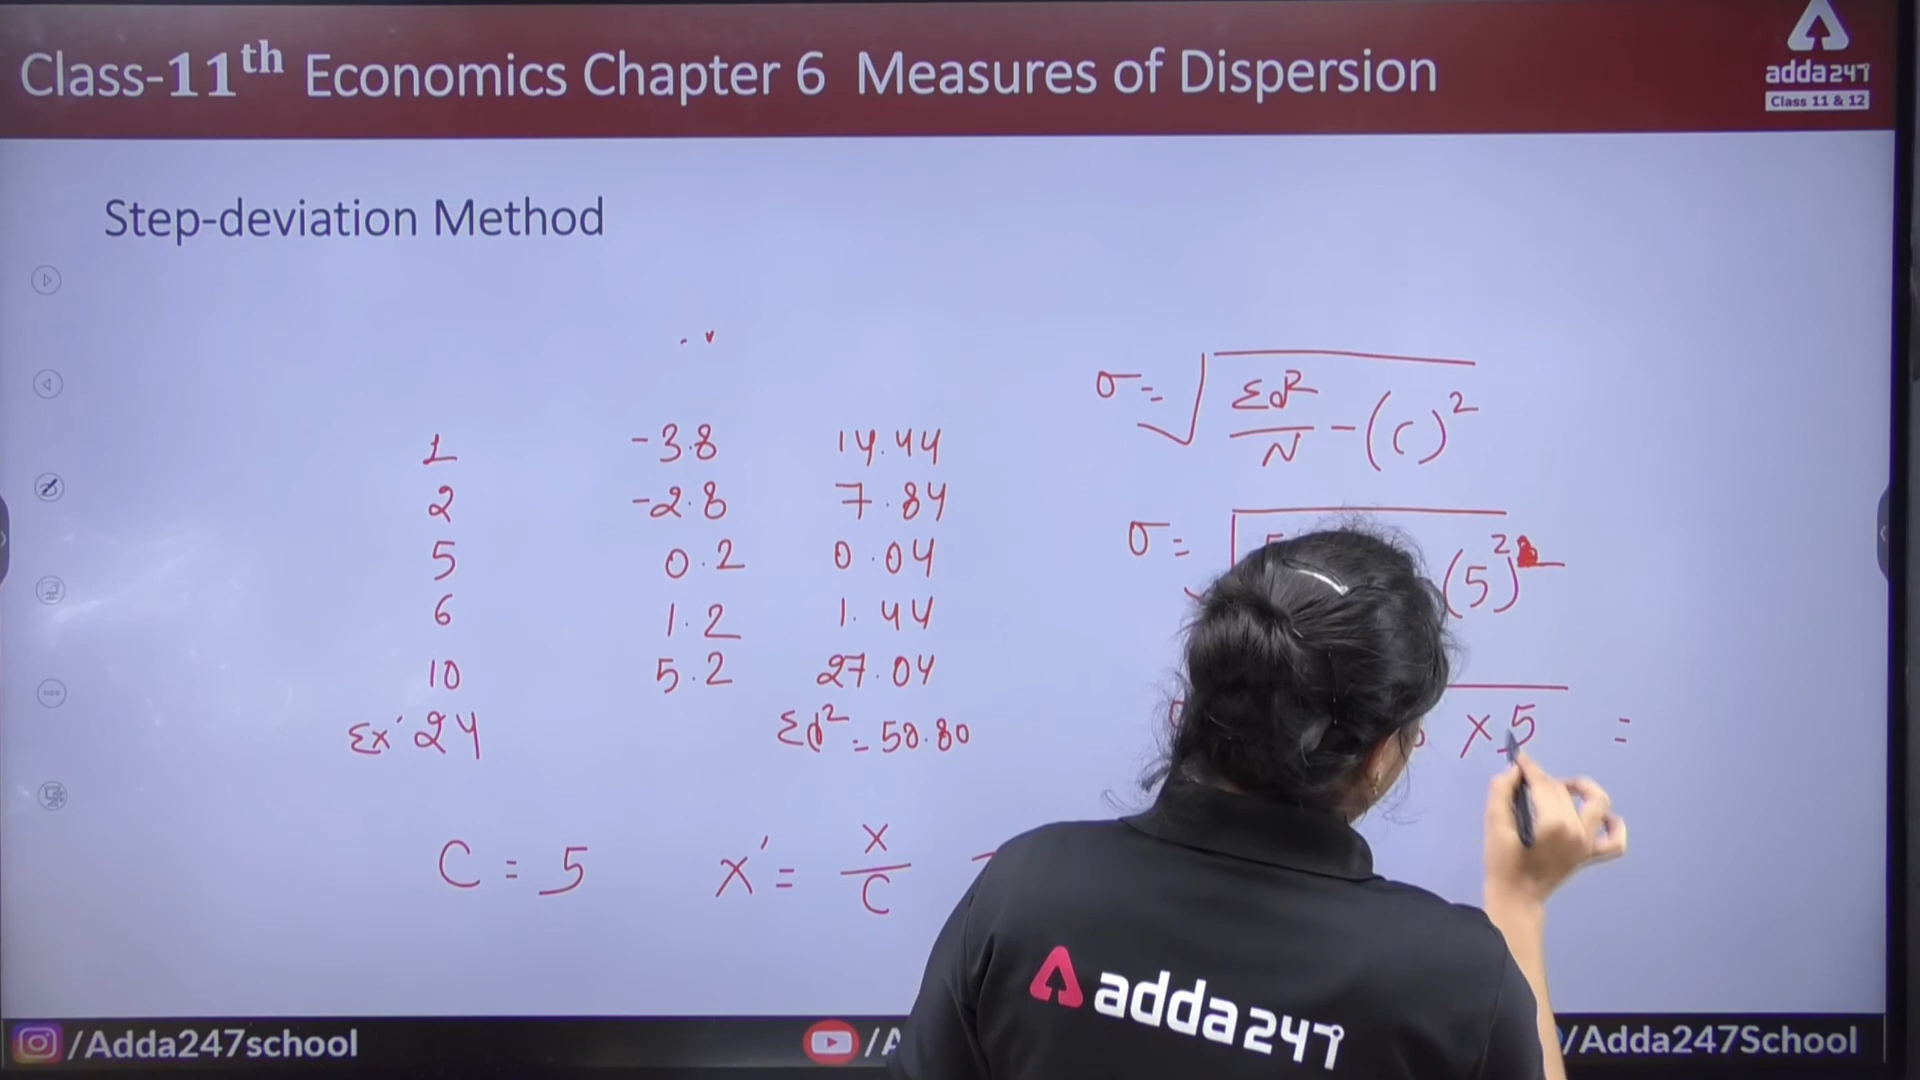 Class-11th Economics Chapter 6 Measures of Dispersion
adda247
Class 11 & 12
Step-deviation Method
1 -3.8 14.44
2 -2.8 7.84
5 0.2 0.04
6 1.2 1.44
10 5.2 27.04
Σx' 24 Σd² = 50.80
C = 5 x' = X/C
σ = √ Σd²/N - (C)²
σ = √ (5)²
x 5 =
adda247
/Adda247school
/A
/Adda247School